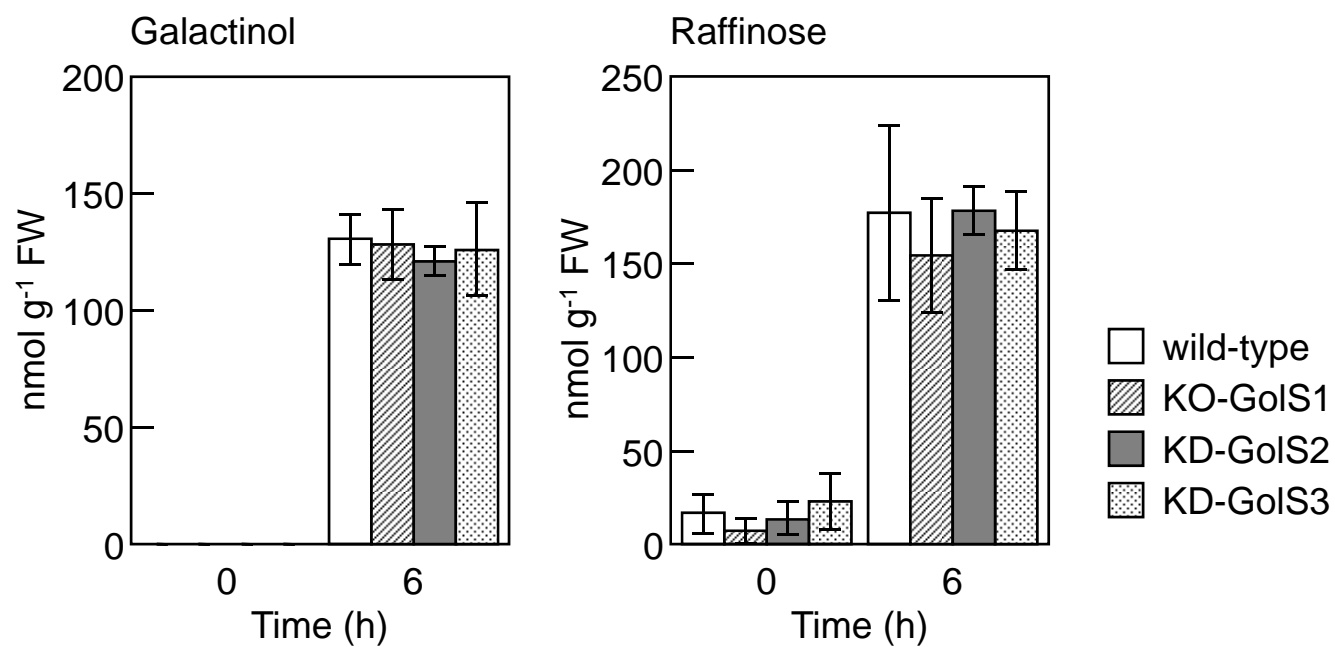 Galactinol
200
150
100
50
0
nmol g⁻¹ FW
0
6
Time (h)
Raffinose
250
200
150
100
50
0
nmol g⁻¹ FW
0
6
Time (h)
wild-type
KO-GolS1
KD-GolS2
KD-GolS3